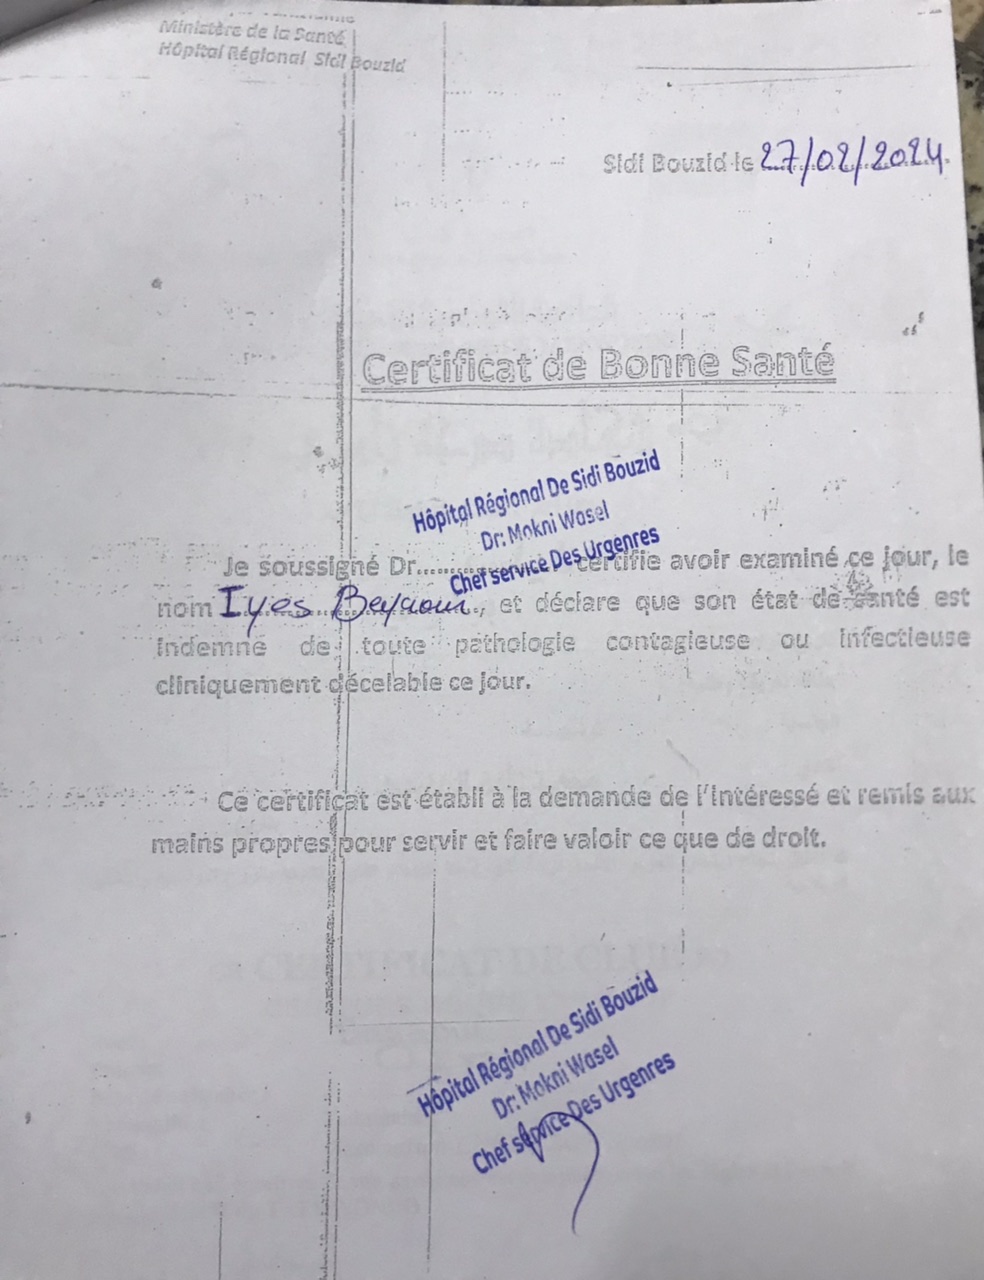 Ministère de la Santé
Hôpital Régional Sidi Bouzid
Sidi Bouzid le 27/02/2024.
Certificat de Bonne Santé
Hôpital Régional De Sidi Bouzid
Dr: Mokni Wasel
Chef service Des Urgenres
Je soussigné Dr............... certifie avoir examiné ce jour, le
nom Iyes Beyaoui, et déclare que son état de santé est
indemne de toute pathologie contagieuse ou infectieuse
cliniquement décelable ce jour.
Ce certificat est établi à la demande de l'intéressé et remis aux
mains propres pour servir et faire valoir ce que de droit.
Hôpital Régional De Sidi Bouzid
Dr: Mokni Wasel
Chef service Des Urgenres